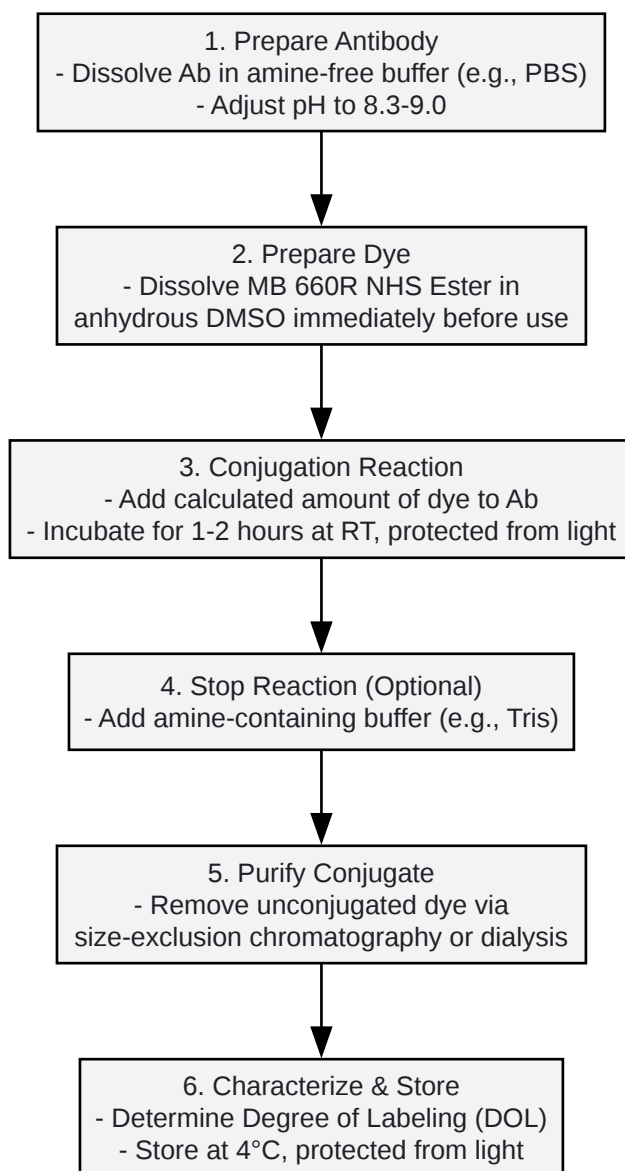 1. Prepare Antibody
- Dissolve Ab in amine-free buffer (e.g., PBS)
- Adjust pH to 8.3-9.0
2. Prepare Dye
- Dissolve MB 660R NHS Ester in
anhydrous DMSO immediately before use
3. Conjugation Reaction
- Add calculated amount of dye to Ab
- Incubate for 1-2 hours at RT, protected from light
4. Stop Reaction (Optional)
- Add amine-containing buffer (e.g., Tris)
5. Purify Conjugate
- Remove unconjugated dye via
size-exclusion chromatography or dialysis
6. Characterize & Store
- Determine Degree of Labeling (DOL)
- Store at 4°C, protected from light